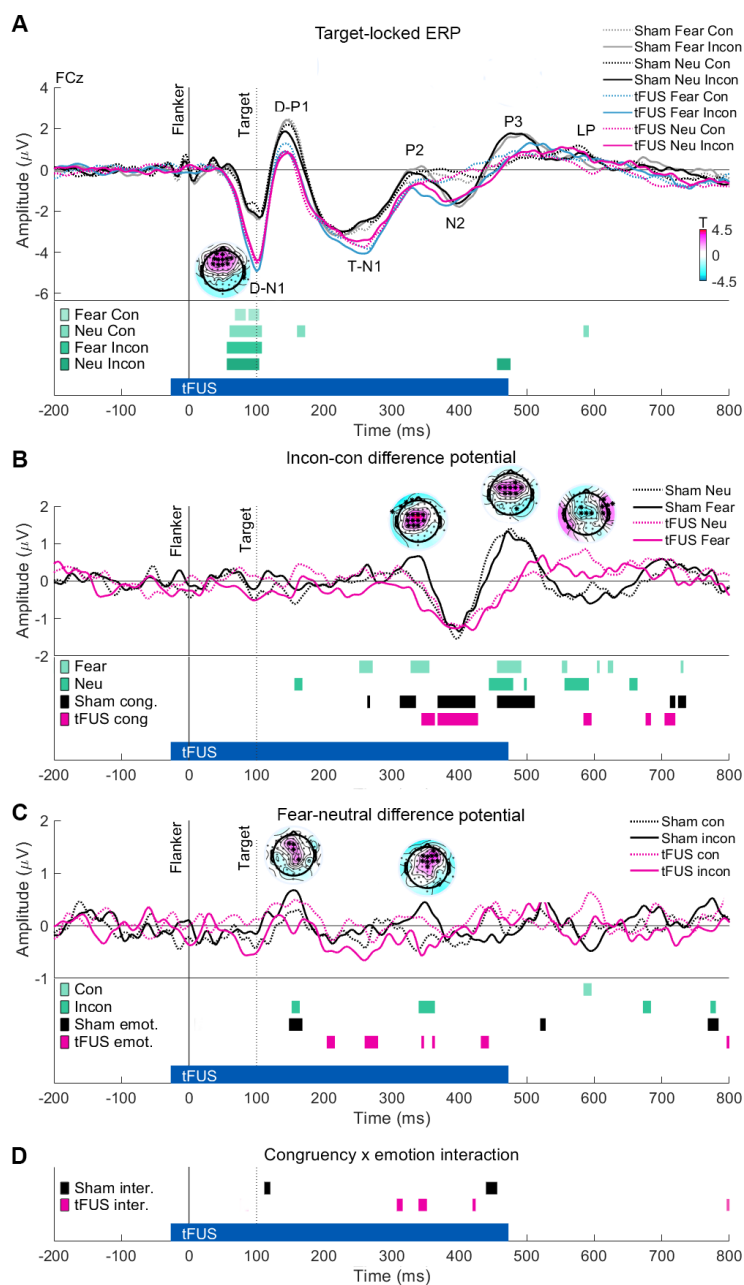 A
Target-locked ERP
FCz
Flanker
Target
D-P1
P2
P3
LP
N2
T-N1
D-N1
Sham Fear Con
Sham Fear Incon
Sham Neu Con
Sham Neu Incon
tFUS Fear Con
tFUS Fear Incon
tFUS Neu Con
tFUS Neu Incon
Amplitude (μV)
4
2
0
-2
-4
-6
T
4.5
0
-4.5
Fear Con
Neu Con
Fear Incon
Neu Incon
tFUS
-200 -100 0 100 200 300 400 500 600 700 800
Time (ms)
B
Incon-con difference potential
Flanker
Target
Sham Neu
Sham Fear
tFUS Neu
tFUS Fear
Amplitude (μV)
2
1
0
-1
-2
Fear
Neu
Sham cong.
tFUS cong
tFUS
-200 -100 0 100 200 300 400 500 600 700 800
Time (ms)
C
Fear-neutral difference potential
Flanker
Target
Sham con
Sham incon
tFUS con
tFUS incon
Amplitude (μV)
2
1
0
-1
Con
Incon
Sham emot.
tFUS emot.
tFUS
-200 -100 0 100 200 300 400 500 600 700 800
Time (ms)
D
Congruency x emotion interaction
Sham inter.
tFUS inter.
tFUS
-200 -100 0 100 200 300 400 500 600 700 800
Time (ms)